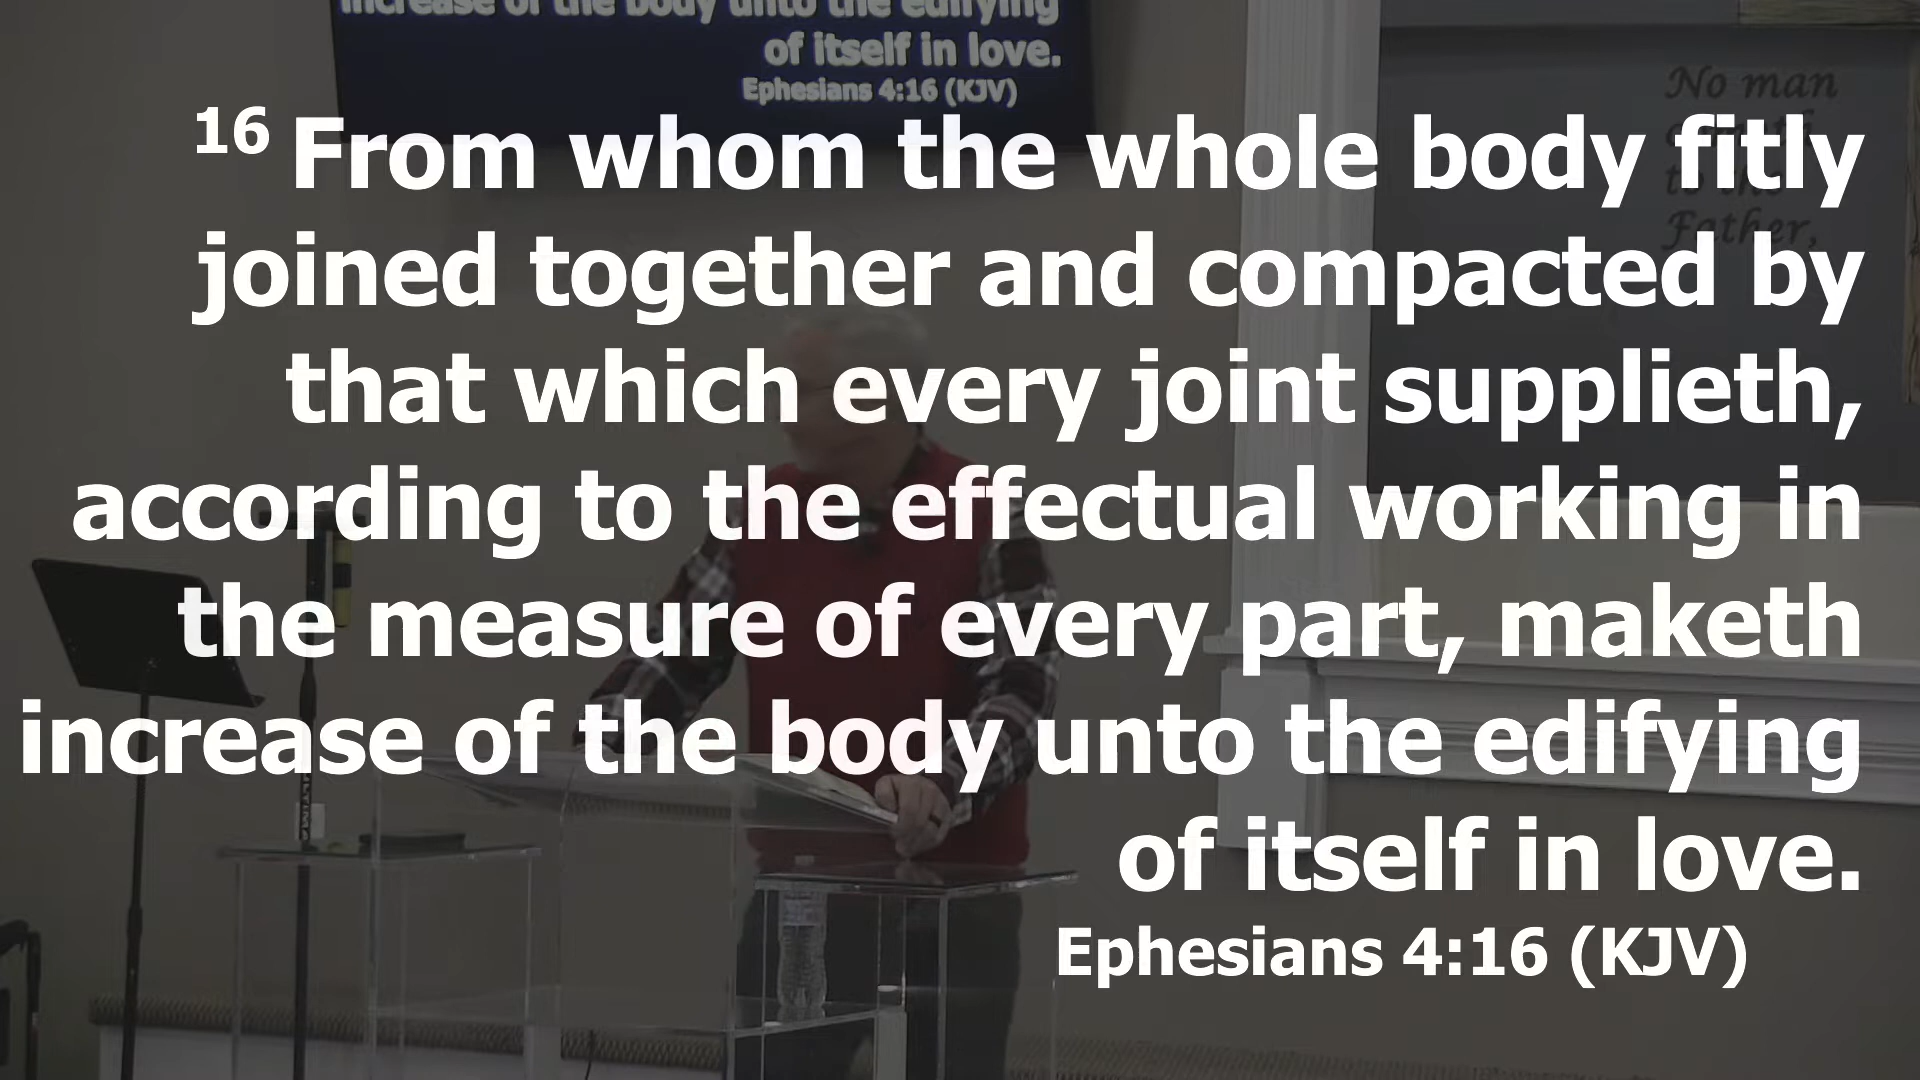 increase of the body unto the edifying
of itself in love.
Ephesians 4:16 (KJV)
No man
to the
Father,
16 From whom the whole body fitly
joined together and compacted by
that which every joint supplieth,
according to the effectual working in
the measure of every part, maketh
increase of the body unto the edifying
of itself in love.
Ephesians 4:16 (KJV)